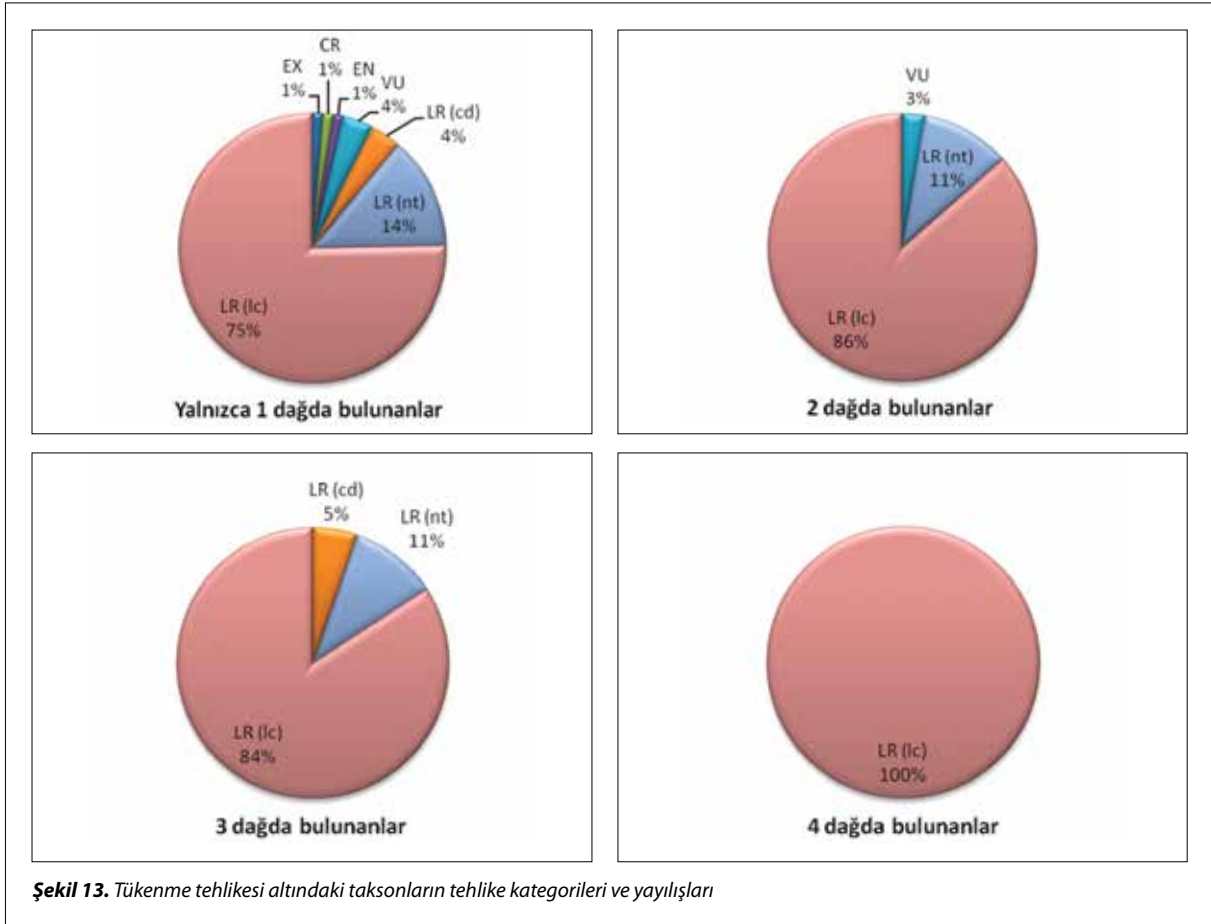 EX
1%
CR
1%
EN
1%
VU
4%
LR (cd)
4%
LR (nt)
14%
LR (lc)
75%
Yalnızca 1 dağda bulunanlar
VU
3%
LR (nt)
11%
LR (lc)
86%
2 dağda bulunanlar
LR (cd)
5%
LR (nt)
11%
LR (lc)
84%
3 dağda bulunanlar
LR (lc)
100%
4 dağda bulunanlar
Şekil 13. Tükenme tehlikesi altındaki taksonların tehlike kategorileri ve yayılışları